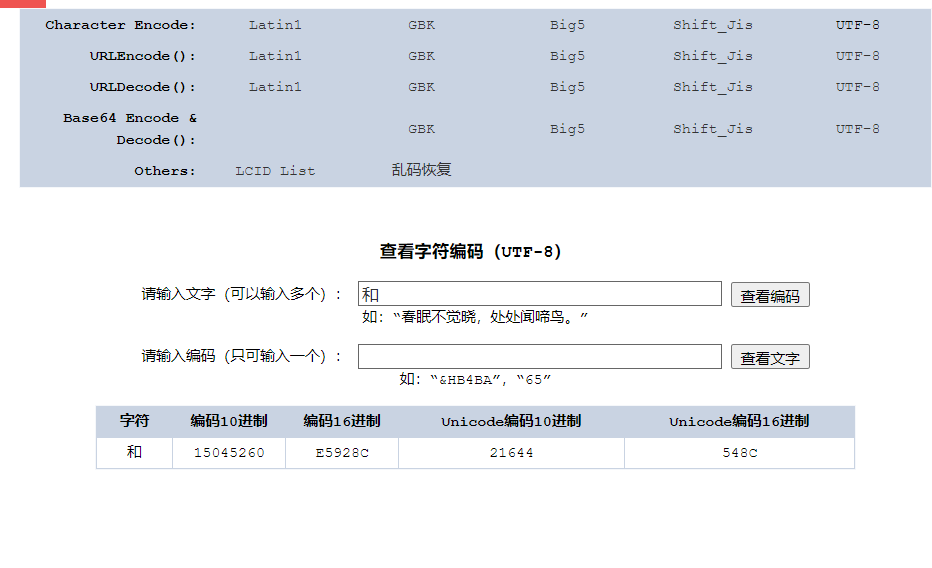 Character Encode: Latin1 GBK Big5 Shift_Jis UTF-8
URLEncode(): Latin1 GBK Big5 Shift_Jis UTF-8
URLDecode(): Latin1 GBK Big5 Shift_Jis UTF-8
Base64 Encode &
Decode(): GBK Big5 Shift_Jis UTF-8
Others: LCID List 乱码恢复
查看字符编码（UTF-8）
请输入文字（可以输入多个）： 和 查看编码
如：“春眠不觉晓，处处闻啼鸟。”
请输入编码（只可输入一个）： 查看文字
如：“&HB4BA”，“65”
字符 编码10进制 编码16进制 Unicode编码10进制 Unicode编码16进制
和 15045260 E5928C 21644 548C